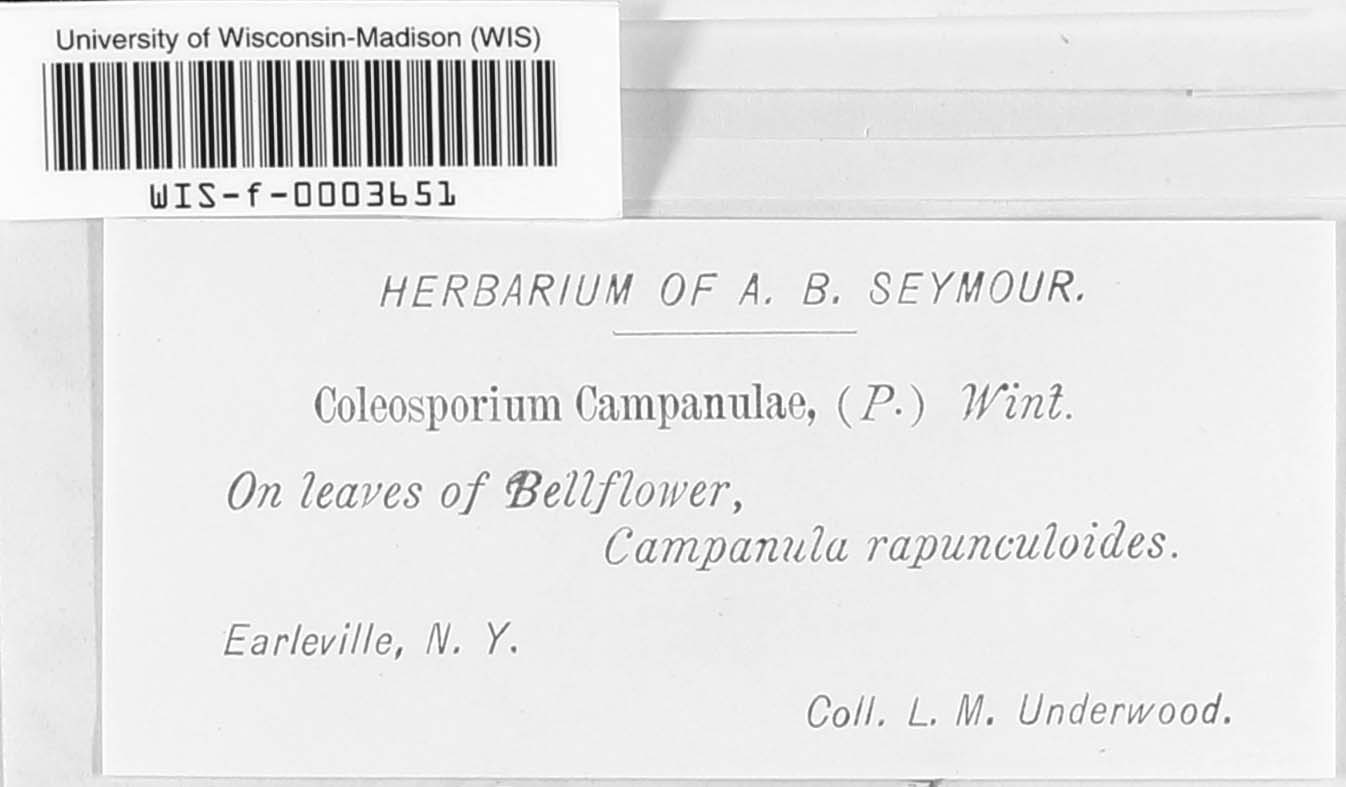 University of Wisconsin-Madison (WIS)
WIS-f-0003651
HERBARIUM OF A. B. SEYMOUR.
Coleosporium Campanulae, (P.) Wint.
On leaves of Bellflower,
Campanula rapunculoides.
Earleville, N. Y.
Coll. L. M. Underwood.